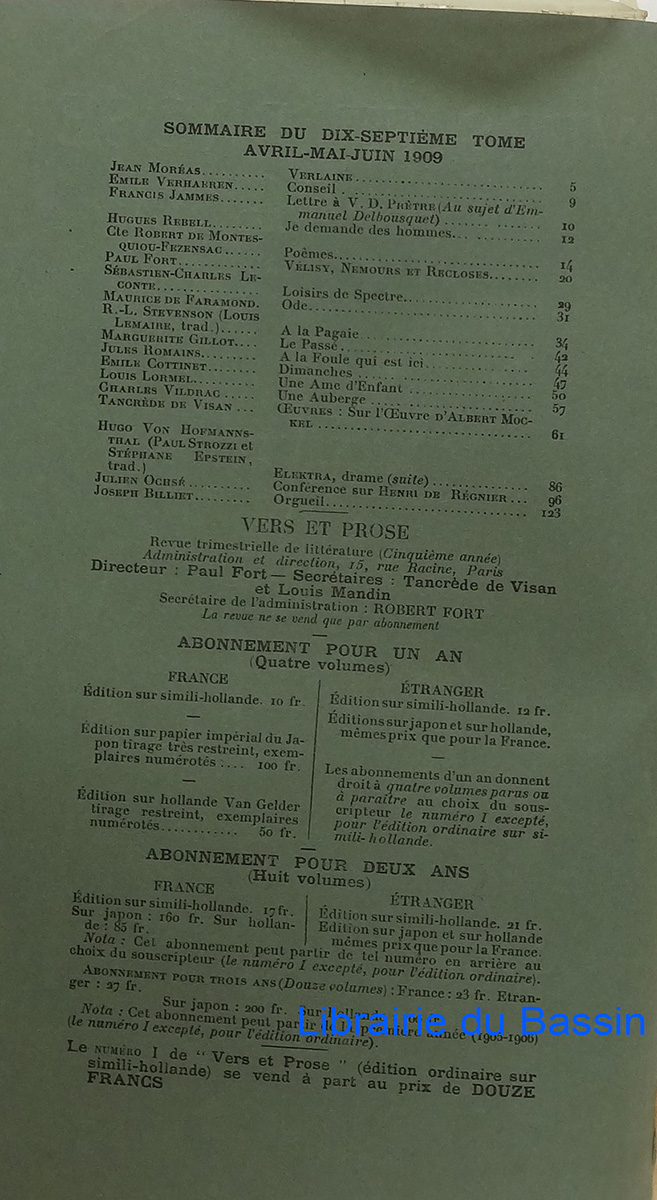 SOMMAIRE DU DIX-SEPTIÈME TOME
AVRIL-MAI-JUIN 1909
JEAN MORÉAS.......... VERLAINE............................ 5
EMILE VERHAEREN..... Conseil ............................ 9
FRANCIS JAMMES....... Lettre à V. D. PRÊTRE (Au sujet d'Em-
manuel Delbousquet) ................ 10
HUGUES REBELL........ Je demande des hommes............... 12
Cte ROBERT DE MONTES-
QUIOU-FEZENSAC...... Poèmes.............................. 14
PAUL FORT............ VÉLISY, NEMOURS ET RECLOSES........ 20
SÉBASTIEN-CHARLES LE-
CONTE............... Loisirs de Spectre.................. 29
MAURICE DE FARAMOND. Ode................................. 31
R.-L. STEVENSON (LOUIS
LEMAIRE, trad.)...... A la Pagaie......................... 34
MARGUERITE GILLOT.... Le Passé............................ 42
JULES ROMAINS........ A la Foule qui est ici.............. 44
EMILE COTTINET....... Dimanches .......................... 47
LOUIS LORMEL......... Une Ame d'Enfant ................... 50
CHARLES VILDRAC ..... Une Auberge ........................ 57
TANCRÈDE DE VISAN ... ŒUVRES : SUR L'ŒUVRE D'ALBERT MOC-
KEL ................................ 61
HUGO VON HOFMANNS-
THAL (PAUL STROZZI et
STÉPHANE EPSTEIN,
trad.) ELEKTRA, drame (suite) .............. 86
JULIEN OCHSÉ......... Conférence sur HENRI DE RÉGNIER ... 96
JOSEPH BILLIET....... Orgueil............................. 123
VERS ET PROSE
Revue trimestrielle de littérature (Cinquième année)
Administration et direction, 15, rue Racine, Paris
Directeur : Paul Fort — Secrétaires : Tancrède de Visan
et Louis Mandin
Secrétaire de l'administration : ROBERT FORT
La revue ne se vend que par abonnement
ABONNEMENT POUR UN AN
(Quatre volumes)
FRANCE
Édition sur simili-hollande. 10 fr.
Édition sur papier impérial du Ja-
pon tirage très restreint, exem-
plaires numérotés : .... 100 fr.
Édition sur hollande Van Gelder
tirage restreint, exemplaires
numérotés............ 50 fr.
ÉTRANGER
Édition sur simili-hollande. 12 fr.
Éditions sur japon et sur hollande,
mêmes prix que pour la France.
Les abonnements d'un an donnent
droit à quatre volumes parus ou
à paraître au choix du sous-
cripteur le numéro I excepté,
pour l'édition ordinaire sur si-
mili-hollande.
ABONNEMENT POUR DEUX ANS
(Huit volumes)
FRANCE
Édition sur simili-hollande. 17 fr.
Sur japon : 160 fr. Sur hollan-
de : 85 fr.
ÉTRANGER
Édition sur simili-hollande. 21 fr.
Édition sur japon et sur hollande
mêmes prix que pour la France.
Nota : Cet abonnement peut partir de tel numéro en arrière au
choix du souscripteur (le numéro I excepté, pour l'édition ordinaire).
ABONNEMENT POUR TROIS ANS (Douze volumes) : France : 23 fr. Etran-
ger : 27 fr.
Sur japon : 200 fr. Sur hollande
Nota : Cet abonnement peut partir de année (1905-1906)
(le numéro I excepté, pour l'édition ordinaire).
Le NUMÉRO I de "Vers et Prose" (édition ordinaire sur
simili-hollande) se vend à part au prix de DOUZE
FRANCS
Librairie du Bassin